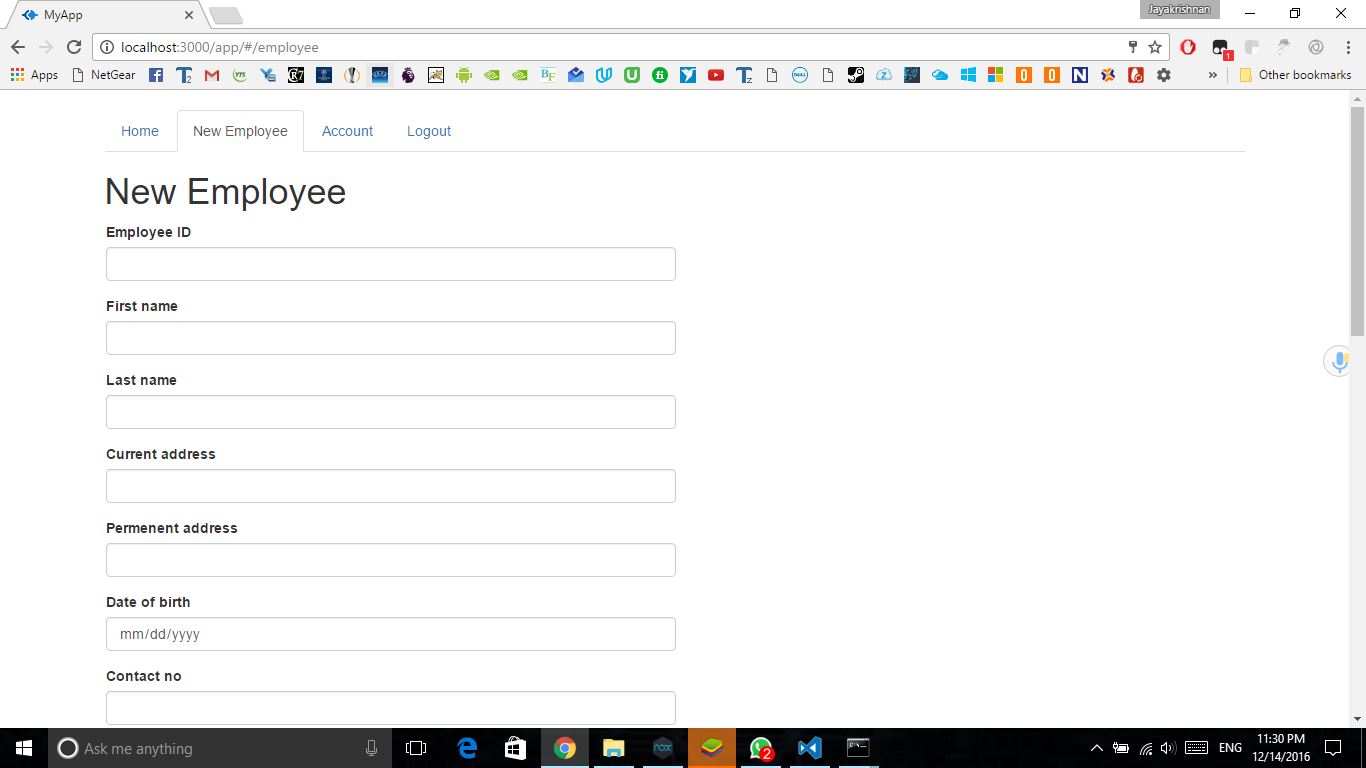 MyApp
Jayakrishnan
localhost:3000/app/#/employee
1
Apps NetGear Other bookmarks
Home New Employee Account Logout
New Employee
Employee ID
First name
Last name
Current address
Permenent address
Date of birth
mm/dd/yyyy
Contact no
Ask me anything
2
ENG
11:30 PM
12/14/2016